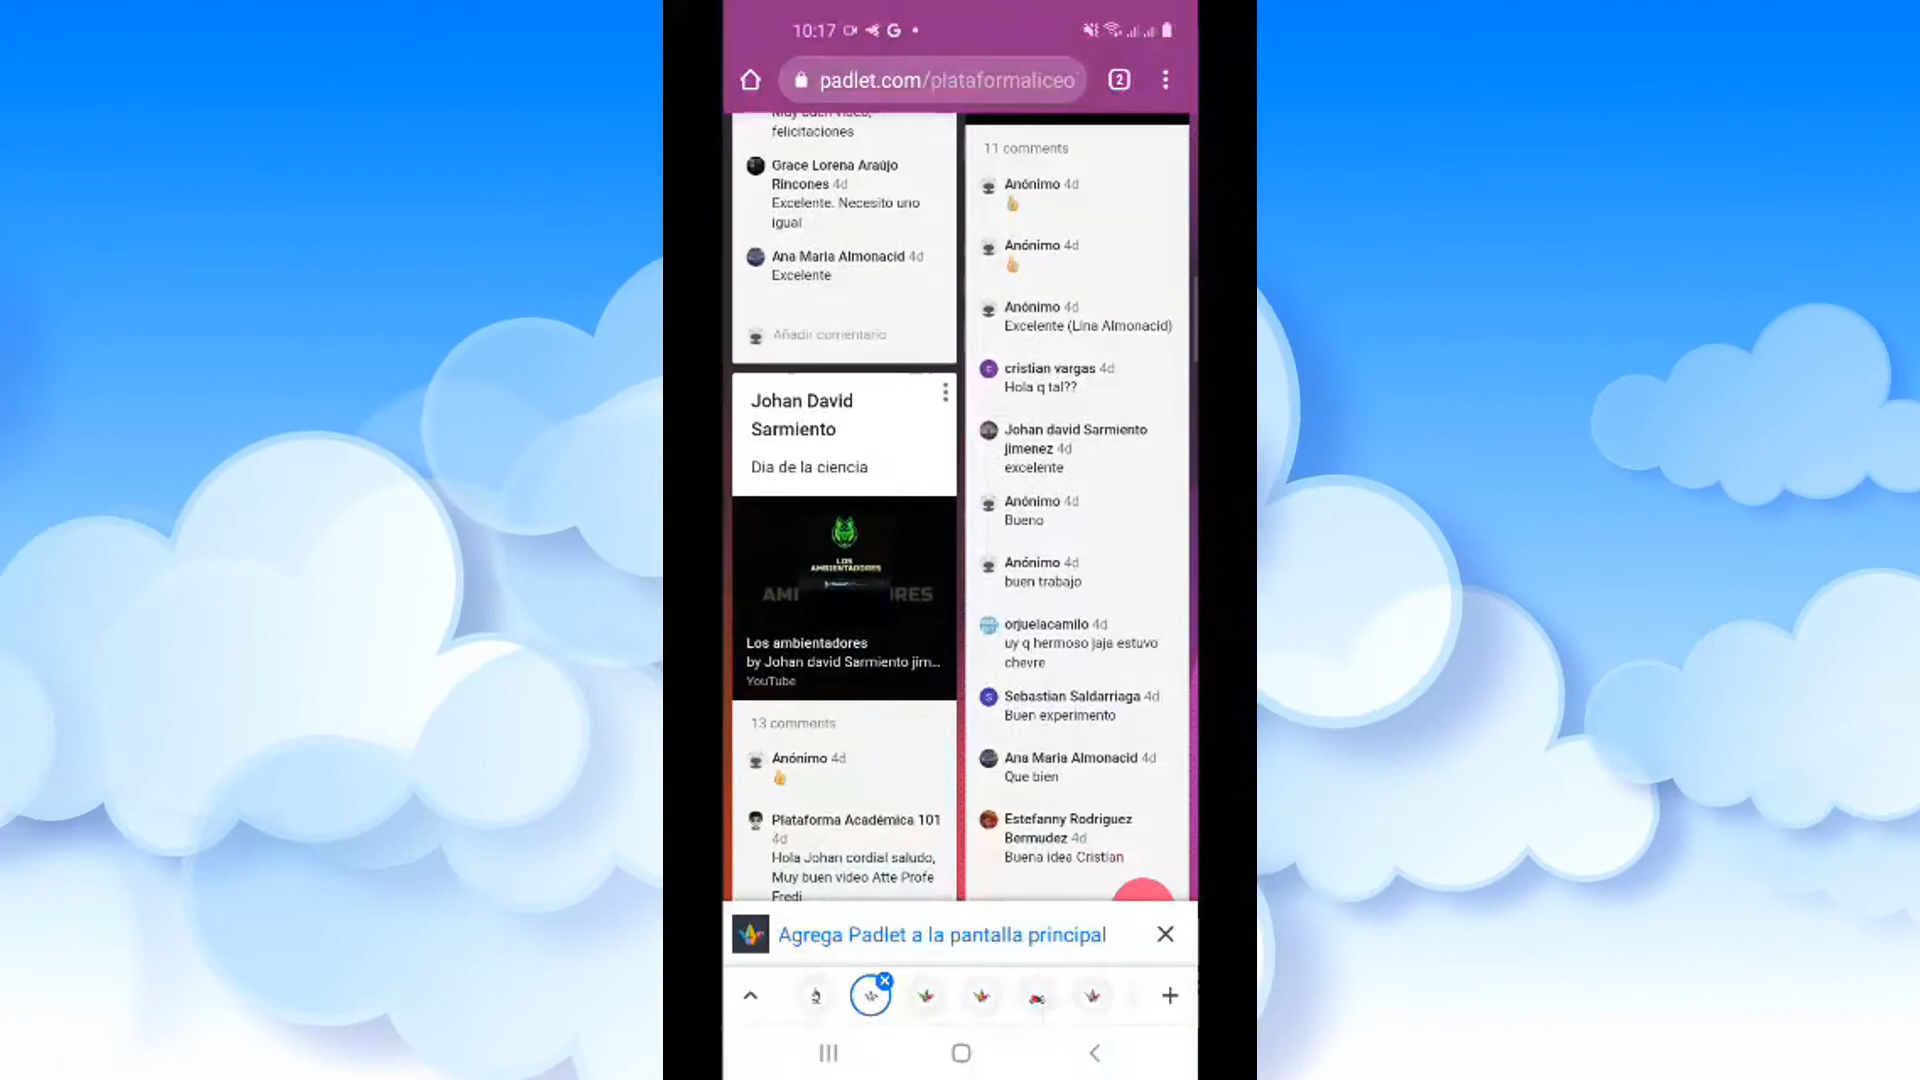 10:17
padlet.com/plataformaliceo
2
Muy buen video,
felicitaciones
Grace Lorena Araújo
Rincones 4d
Excelente. Necesito uno
igual
Ana Maria Almonacid 4d
Excelente
Añadir comentario
Johan David
Sarmiento
Dia de la ciencia
LOS
AMBIENTADORES
Los ambientadores
by Johan david Sarmiento jim...
YouTube
13 comments
Anónimo 4d
Plataforma Académica 101
4d
Hola Johan cordial saludo,
Muy buen video Atte Profe
Fredi
11 comments
Anónimo 4d
Anónimo 4d
Anónimo 4d
Excelente (Lina Almonacid)
cristian vargas 4d
Hola q tal??
Johan david Sarmiento
jimenez 4d
excelente
Anónimo 4d
Bueno
Anónimo 4d
buen trabajo
orjuelacamilo 4d
uy q hermoso jaja estuvo
chevre
Sebastian Saldarriaga 4d
Buen experimento
Ana Maria Almonacid 4d
Que bien
Estefanny Rodriguez
Bermudez 4d
Buena idea Cristian
Agrega Padlet a la pantalla principal